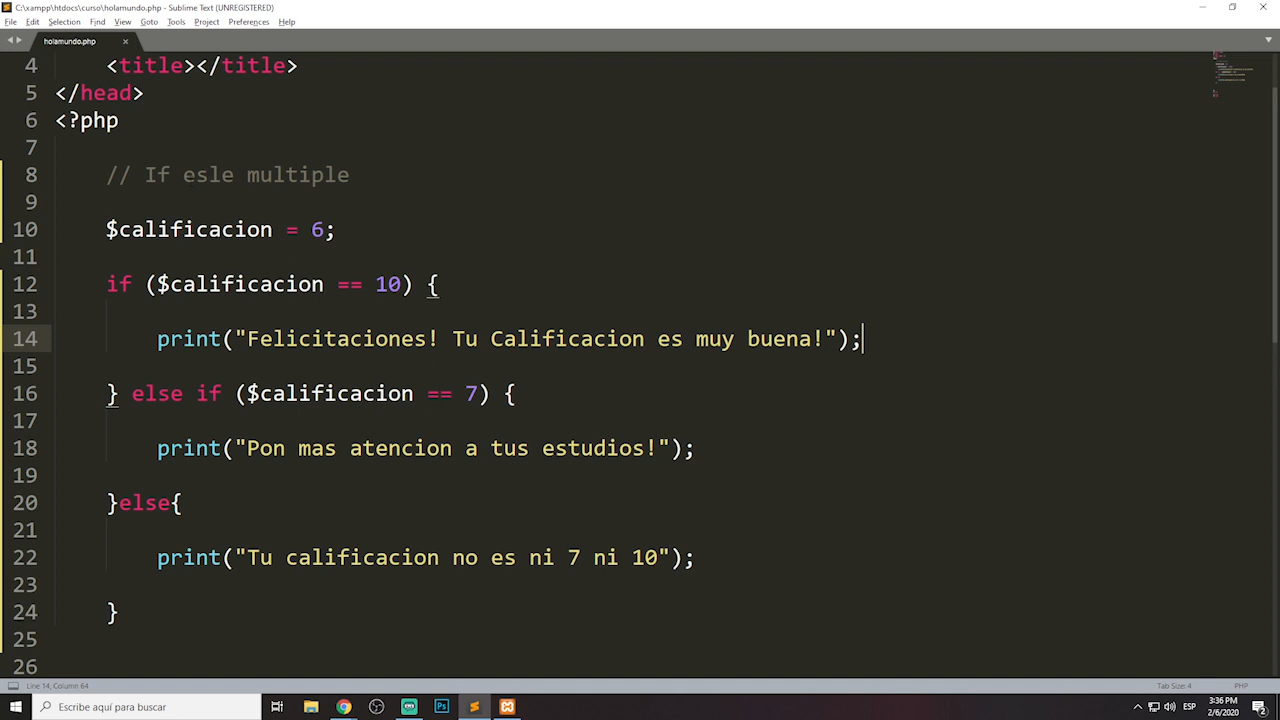 C:\xampp\htdocs\curso\holamundo.php - Sublime Text (UNREGISTERED)
File Edit Selection Find View Goto Tools Project Preferences Help
holamundo.php
4 <title></title>
5 </head>
6 <?php
7
8 // If esle multiple
9
10 $calificacion = 6;
11
12 if ($calificacion == 10) {
13
14 print("Felicitaciones! Tu Calificacion es muy buena!");
15
16 } else if ($calificacion == 7) {
17
18 print("Pon mas atencion a tus estudios!");
19
20 }else{
21
22 print("Tu calificacion no es ni 7 ni 10");
23
24 }
25
26
Line 14, Column 64 Tab Size: 4 PHP
Escribe aquí para buscar Ps ESP 3:36 PM
2/6/2020 2